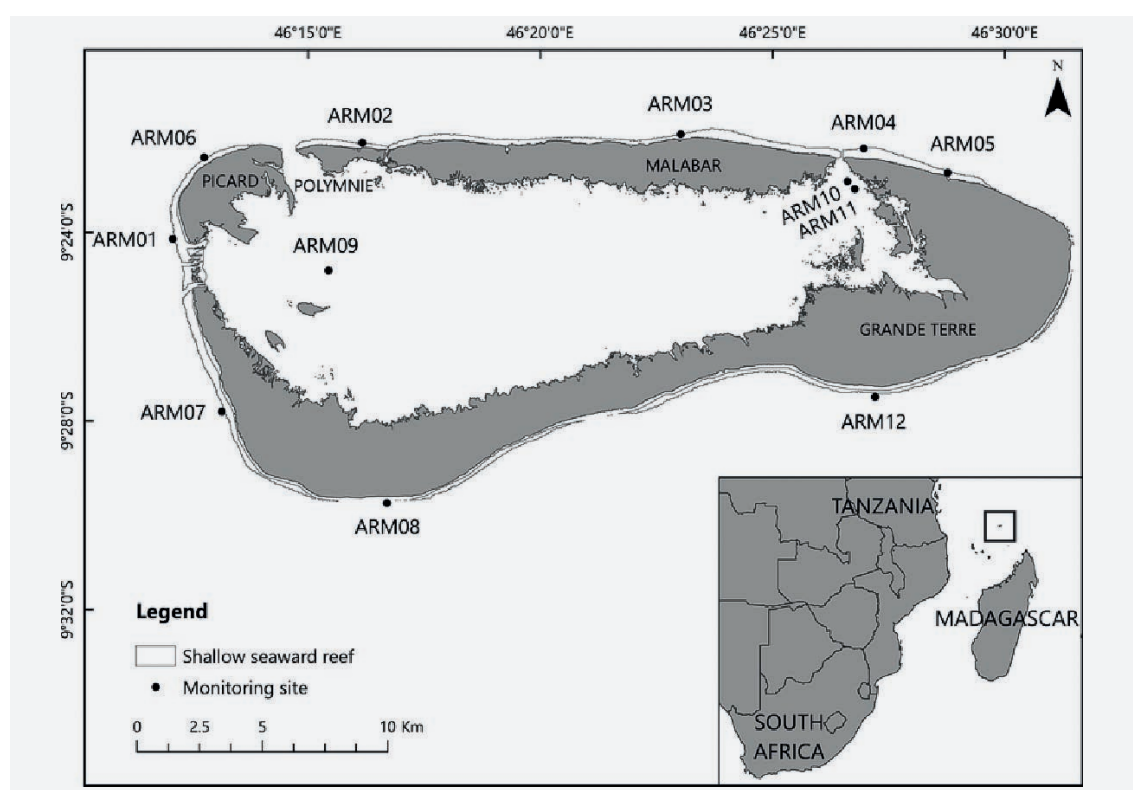 46°15'0"E 46°20'0"E 46°25'0"E 46°30'0"E
N
ARM03
ARM02
ARM04
ARM06
ARM05
MALABAR
PICARD
POLYMNIE
ARM10
ARM11
9°24'0"S
ARM01
ARM09
GRANDE TERRE
ARM07
9°28'0"S
ARM12
ARM08
TANZANIA
9°32'0"S
Legend
MADAGASCAR
Shallow seaward reef
Monitoring site
0 2.5 5 10 Km
SOUTH
AFRICA